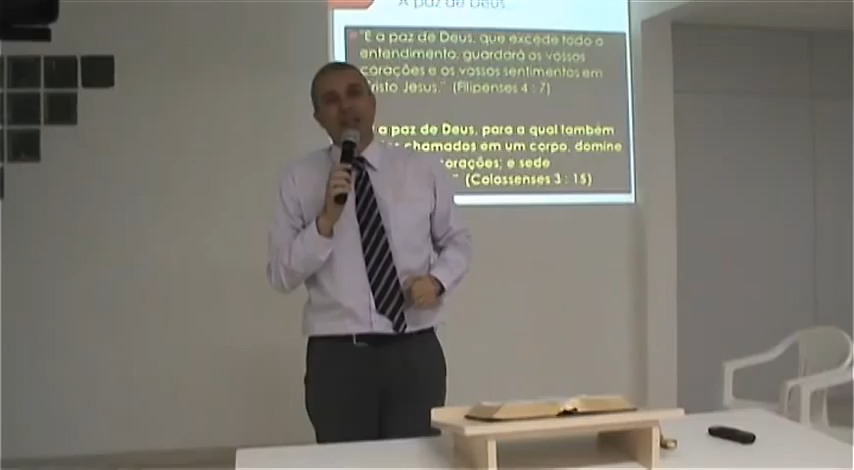 A paz de Deus
"E a paz de Deus, que excede todo o
entendimento, guardará os vossos
corações e os vossos sentimentos em
Cristo Jesus." (Filipenses 4 : 7)
a paz de Deus, para a qual também
chamados em um corpo, domine
corações; e sede
" (Colossenses 3 : 15)